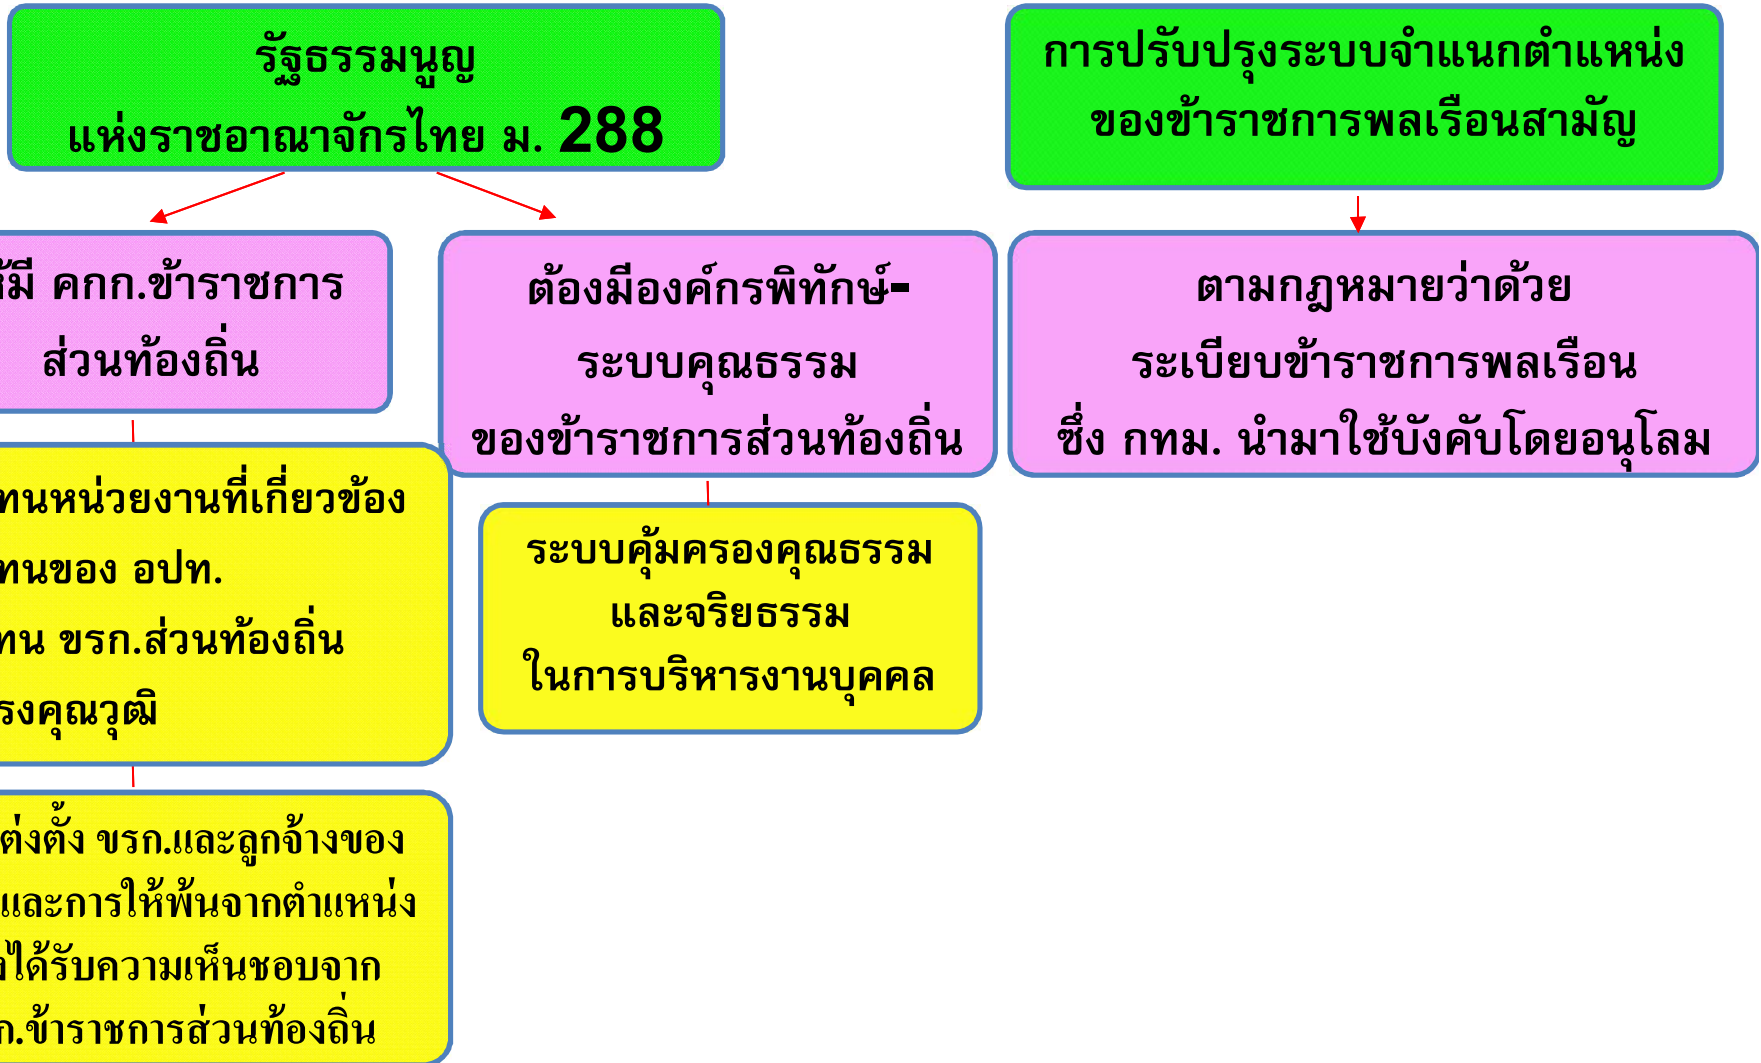 รัฐธรรมนูญ
แห่งราชอาณาจักรไทย ม. 288
การปรับปรุงระบบจำแนกตำแหน่ง
ของข้าราชการพลเรือนสามัญ
คกก.ข้าราชการ
ส่วนท้องถิ่น
ต้องมีองค์กรพิทักษ์-
ระบบคุณธรรม
ของข้าราชการส่วนท้องถิ่น
ตามกฎหมายว่าด้วย
ระเบียบข้าราชการพลเรือน
ซึ่ง กทม. นำมาใช้บังคับโดยอนุโลม
ทนหน่วยงานที่เกี่ยวข้อง
ทนของ อปท.
ทน ขรก.ส่วนท้องถิ่น
รงคุณวุฒิ
ระบบคุ้มครองคุณธรรม
และจริยธรรม
ในการบริหารงานบุคคล
ต่งตั้ง ขรก.และลูกจ้างของ
และการให้พ้นจากตำแหน่ง
ได้รับความเห็นชอบจาก
ก.ข้าราชการส่วนท้องถิ่น